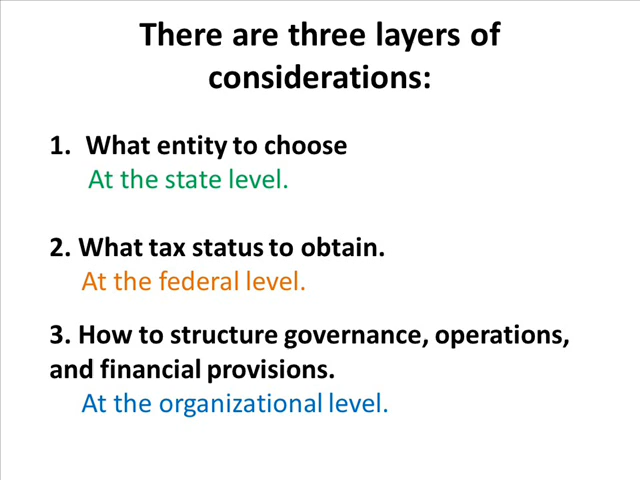 There are three layers of
considerations:
1. What entity to choose
At the state level.
2. What tax status to obtain.
At the federal level.
3. How to structure governance, operations,
and financial provisions.
At the organizational level.